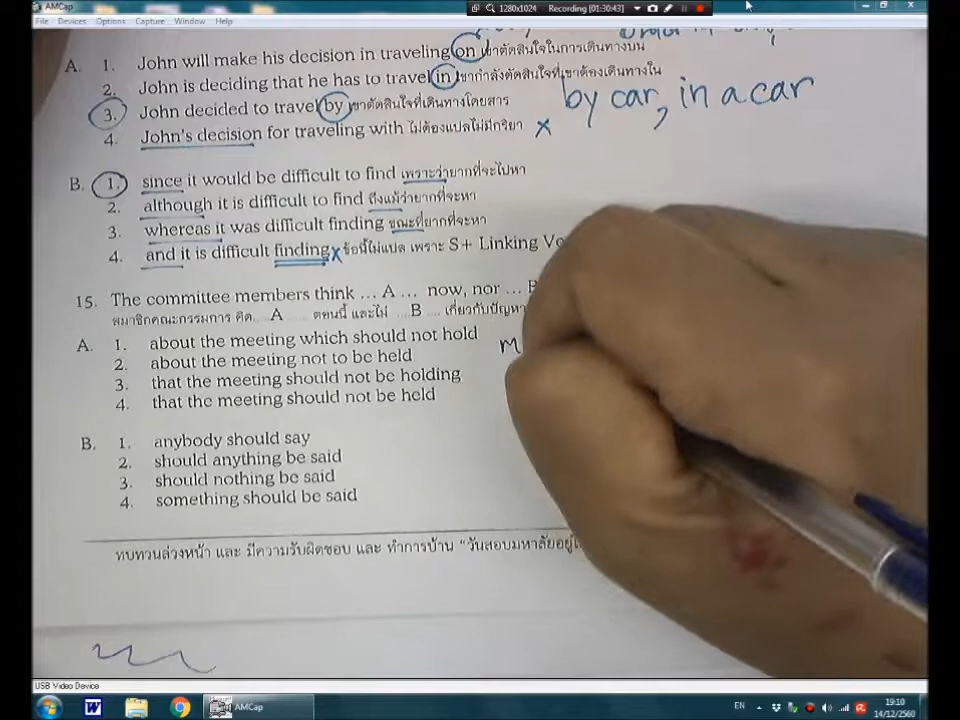 AMCap
1280x1024 Recording [01:30:43]
File Devices Options Capture Window Help
A. 1. John will make his decision in traveling on เขาตัดสินใจในการเดินทางบน
2. John is deciding that he has to travel in เขากำลังตัดสินใจที่เขาต้องเดินทางใน
by car, in a car
3. John decided to travel by เขาตัดสินใจที่เดินทางโดยสาร
4. John's decision for traveling with ไม่ต้องแปลไม่มีกริยา x
B. 1. since it would be difficult to find เพราะว่ายากที่จะไปหา
2. although it is difficult to find ถึงแม้ว่ายากที่จะหา
3. whereas it was difficult finding ขณะที่ยากที่จะหา
4. and it is difficult finding x ข้อนี้ไม่แปล เพราะ S+ Linking
15. The committee members think ... A ... now, nor ... B
สมาชิกคณะกรรมการ คิด A ตอนนี้ และไม่ B เกี่ยวกับปัญหา
A. 1. about the meeting which should not hold
2. about the meeting not to be held
3. that the meeting should not be holding
4. that the meeting should not be held
B. 1. anybody should say
2. should anything be said
3. should nothing be said
4. something should be said
ทบทวนล่วงหน้า และ มีความรับผิดชอบ และ ทำการบ้าน "วันสอบมหาลัยอยู่
USB Video Device
AMCap
EN
19:10
14/12/2560